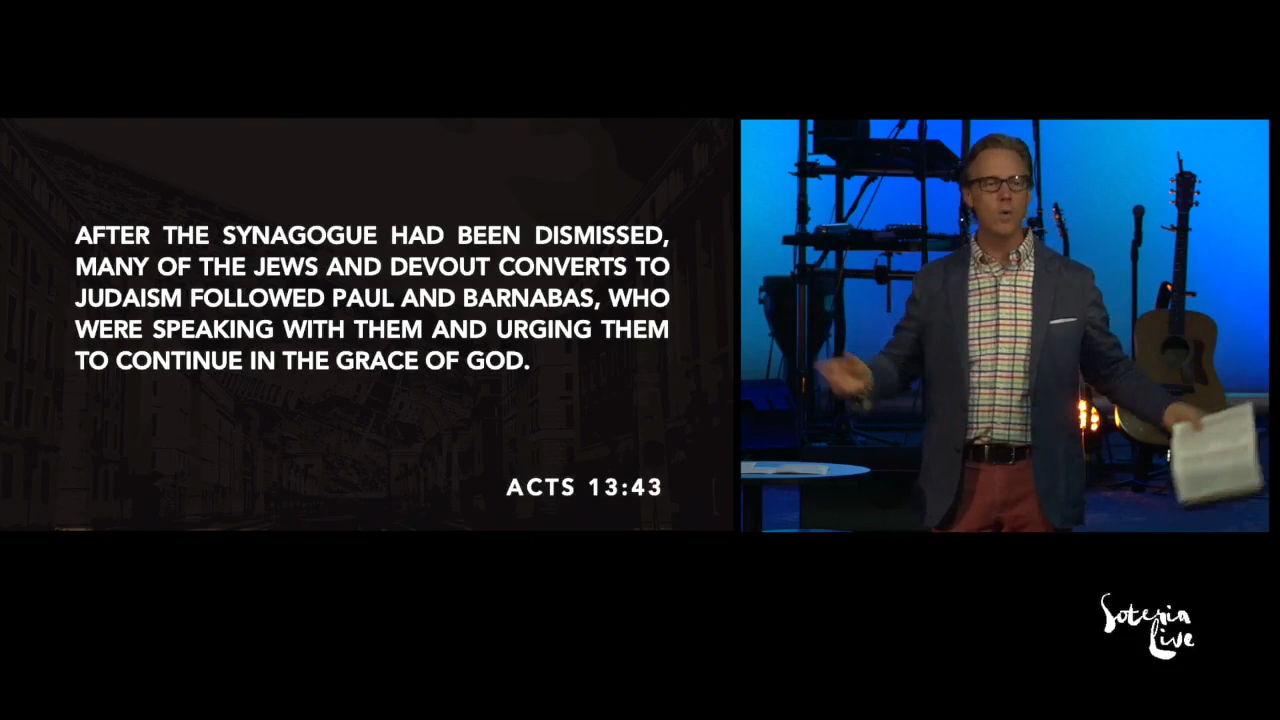 AFTER THE SYNAGOGUE HAD BEEN DISMISSED,
MANY OF THE JEWS AND DEVOUT CONVERTS TO
JUDAISM FOLLOWED PAUL AND BARNABAS, WHO
WERE SPEAKING WITH THEM AND URGING THEM
TO CONTINUE IN THE GRACE OF GOD.
ACTS 13:43
Soteria
Live